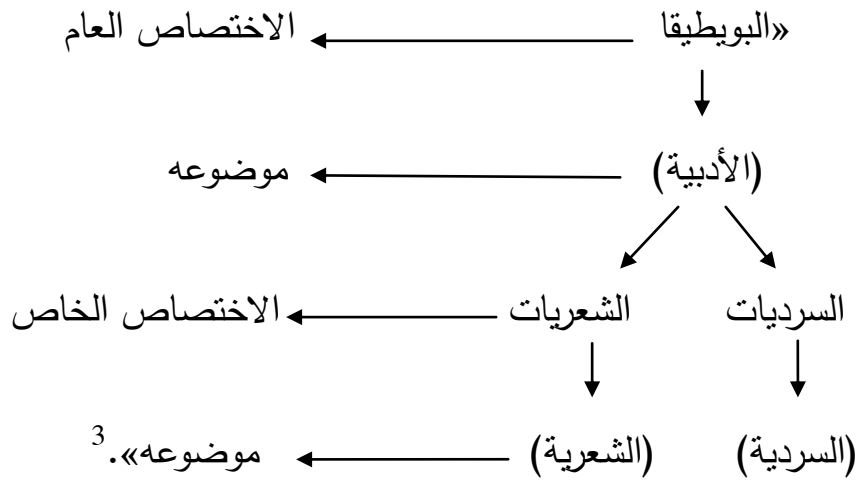 «البويطيقا الاختصاص العام
(الأدبية) موضوعه
السرديات الشعريات الاختصاص الخاص
(السردية) (الشعرية) موضوعه».3